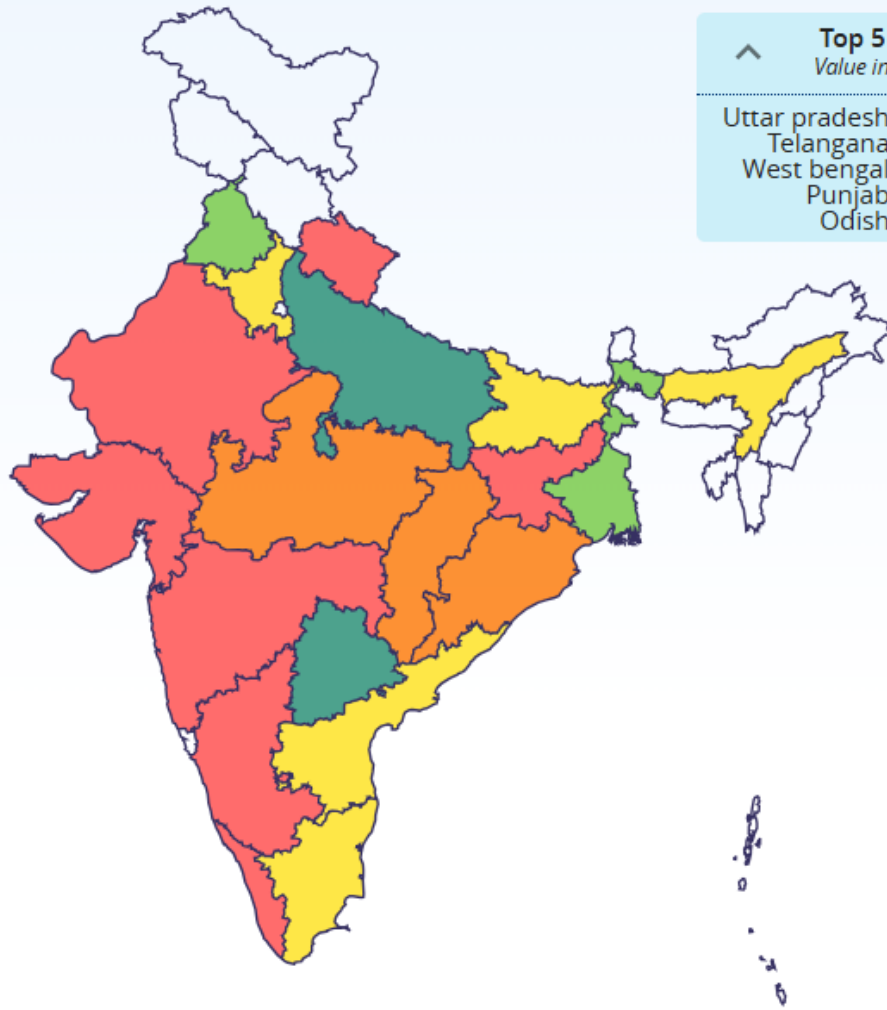 Top 5
Value in
Uttar pradesh
Telangana
West bengal
Punjab
Odish